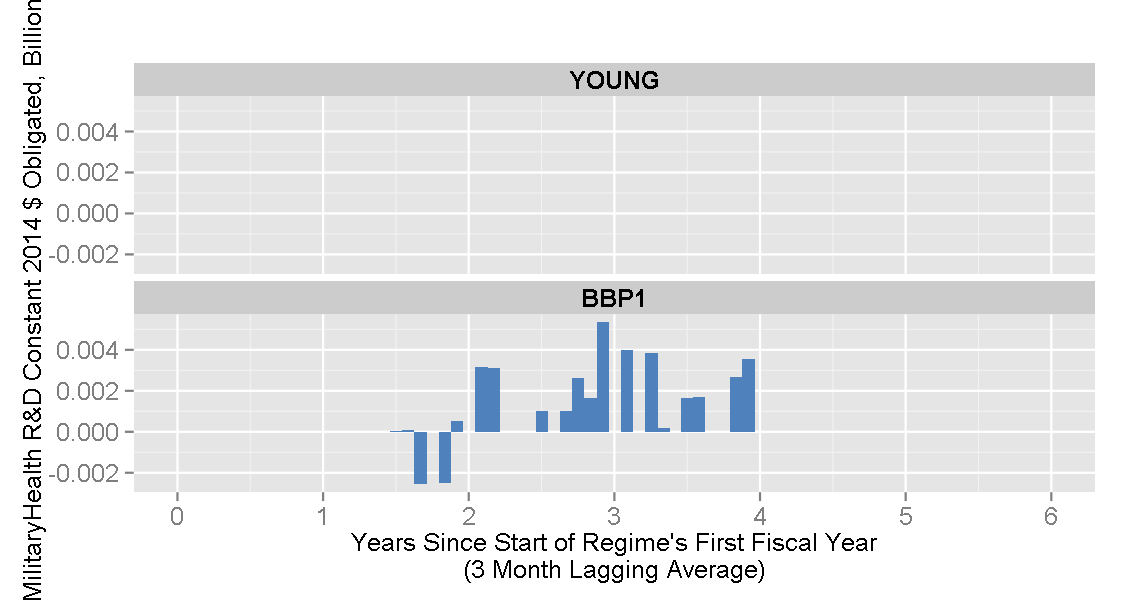 MilitaryHealth R&D Constant 2014 $ Obligated, Billion
YOUNG
0.004
0.002
0.000
-0.002
BBP1
0.004
0.002
0.000
-0.002
0 1 2 3 4 5 6
Years Since Start of Regime's First Fiscal Year
(3 Month Lagging Average)